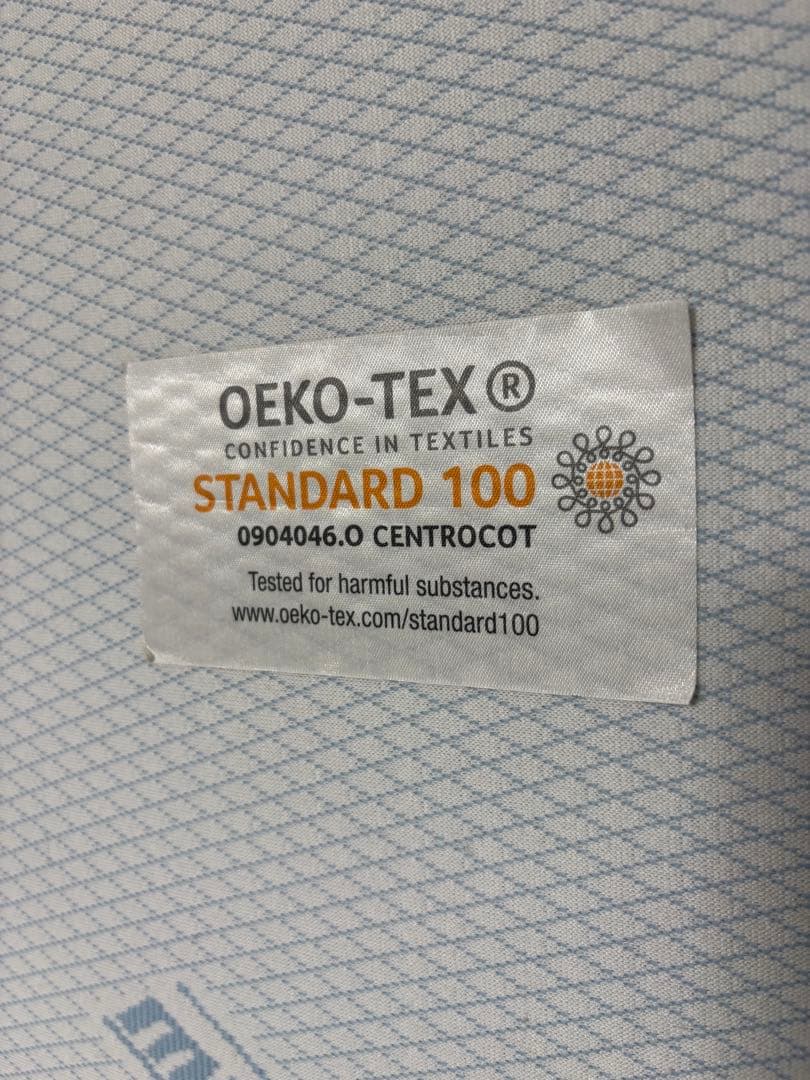 OEKO-TEX®
CONFIDENCE IN TEXTILES
STANDARD 100
0904046.O CENTROCOT
Tested for harmful substances.
www.oeko-tex.com/standard100